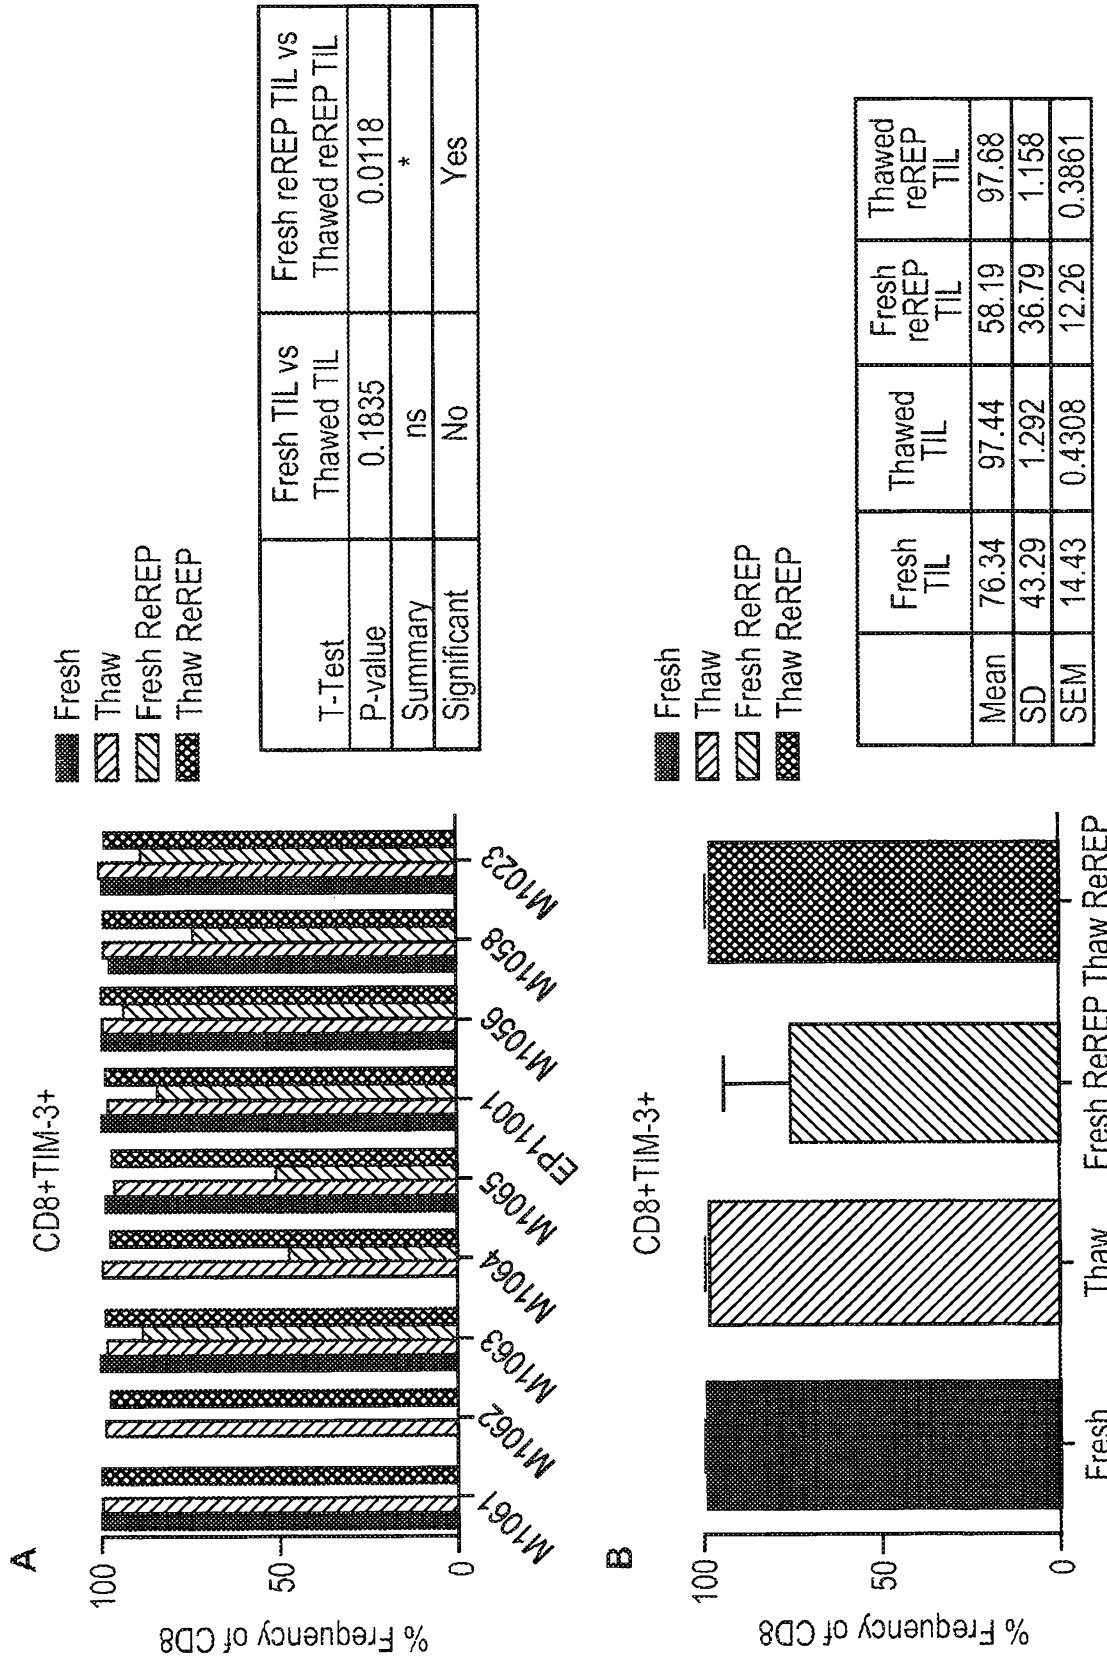 A
CD8+TIM-3+
% Frequency of CD8
100
50
0
M1061
M1062
M1063
M1064
M1065
EP11001
M1056
M1058
M1023
Fresh
Thaw
Fresh ReREP
Thaw ReREP
T-Test Fresh TIL vs Thawed TIL Fresh reREP TIL vs Thawed reREP TIL
P-value 0.1835 0.0118
Summary ns *
Significant No Yes
B
CD8+TIM-3+
% Frequency of CD8
100
50
0
Fresh
Thaw
Fresh ReREP
Thaw ReREP
Fresh
Thaw
Fresh ReREP
Thaw ReREP
Fresh TIL Thawed TIL Fresh reREP TIL Thawed reREP TIL
Mean 76.34 97.44 58.19 97.68
SD 43.29 1.292 36.79 1.158
SEM 14.43 0.4308 12.26 0.3861